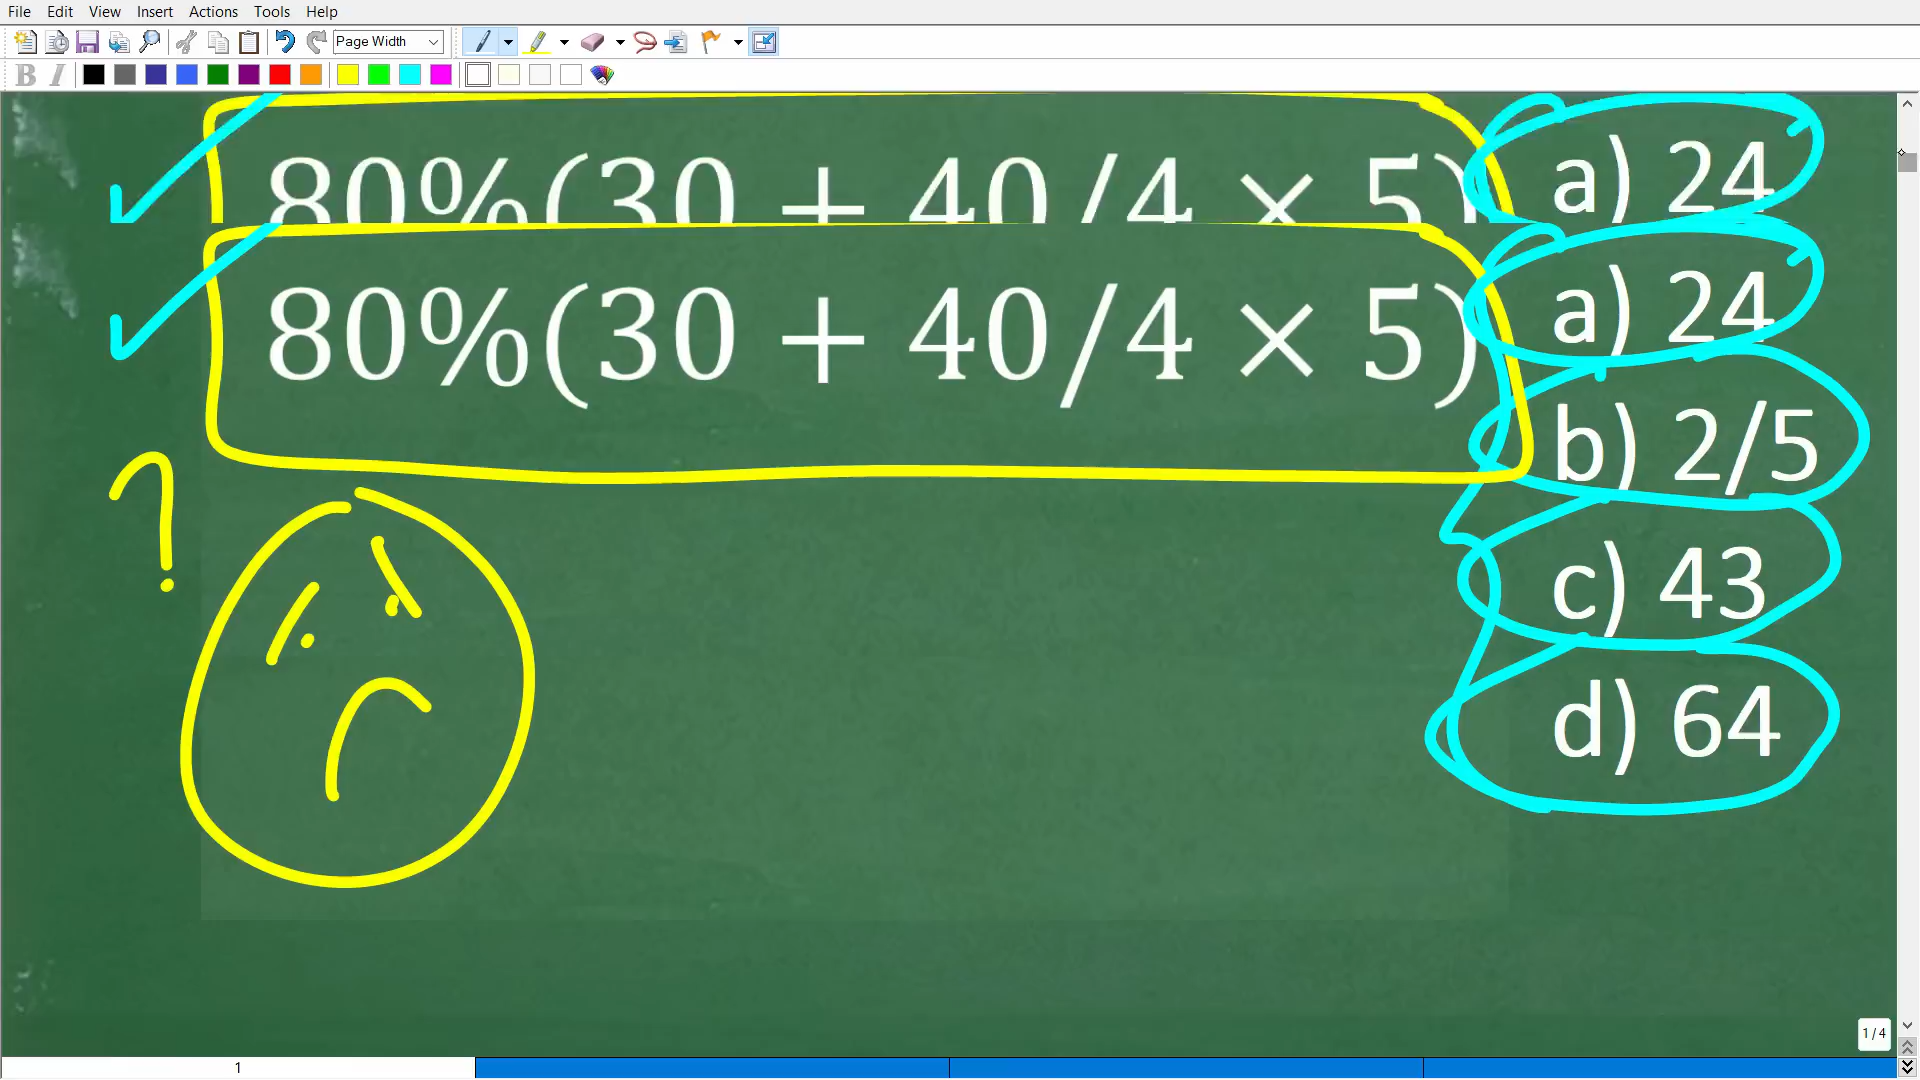 File Edit View Insert Actions Tools Help
Page Width
B I
80%(30 + 40/4 × 5) a) 24
80%(30 + 40/4 × 5) a) 24
b) 2/5
?
c) 43
d) 64
1 / 4
1